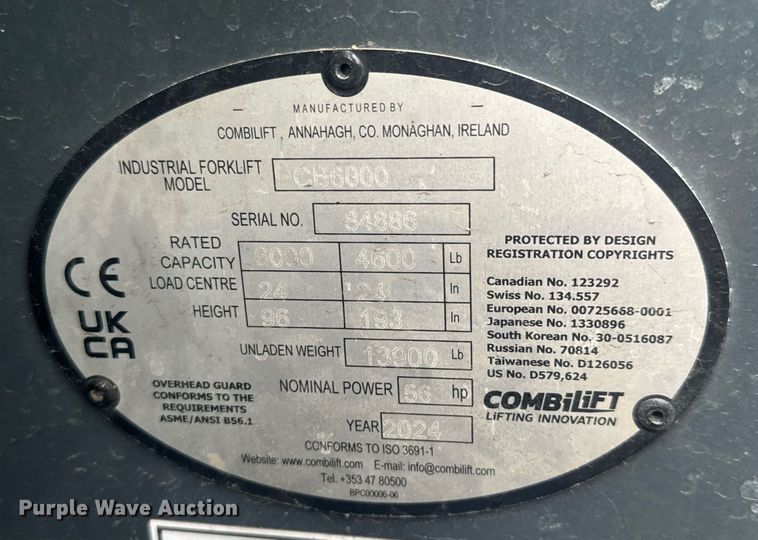 MANUFACTURED BY
COMBILIFT , ANNAHAGH, CO. MONAGHAN, IRELAND
INDUSTRIAL FORKLIFT MODEL CB6000
SERIAL NO. 84886
RATED CAPACITY 6000 4600 Lb
LOAD CENTRE 24 24 In
HEIGHT 96 193 In
UNLADEN WEIGHT 13900 Lb
NOMINAL POWER 56 hp
YEAR 2024
CONFORMS TO ISO 3691-1
Website: www.combilift.com E-mail: info@combilift.com
Tel. +353 47 80500
BPC00006-06
CE
UK
CA
OVERHEAD GUARD
CONFORMS TO THE
REQUIREMENTS
ASME/ANSI B56.1
PROTECTED BY DESIGN
REGISTRATION COPYRIGHTS
Canadian No. 123292
Swiss No. 134.557
European No. 00725668-0001
Japanese No. 1330896
South Korean No. 30-0516087
Russian No. 70814
Taiwanese No. D126056
US No. D579,624
COMBiLiFT
LiFTING INNOVATION
Purple Wave Auction